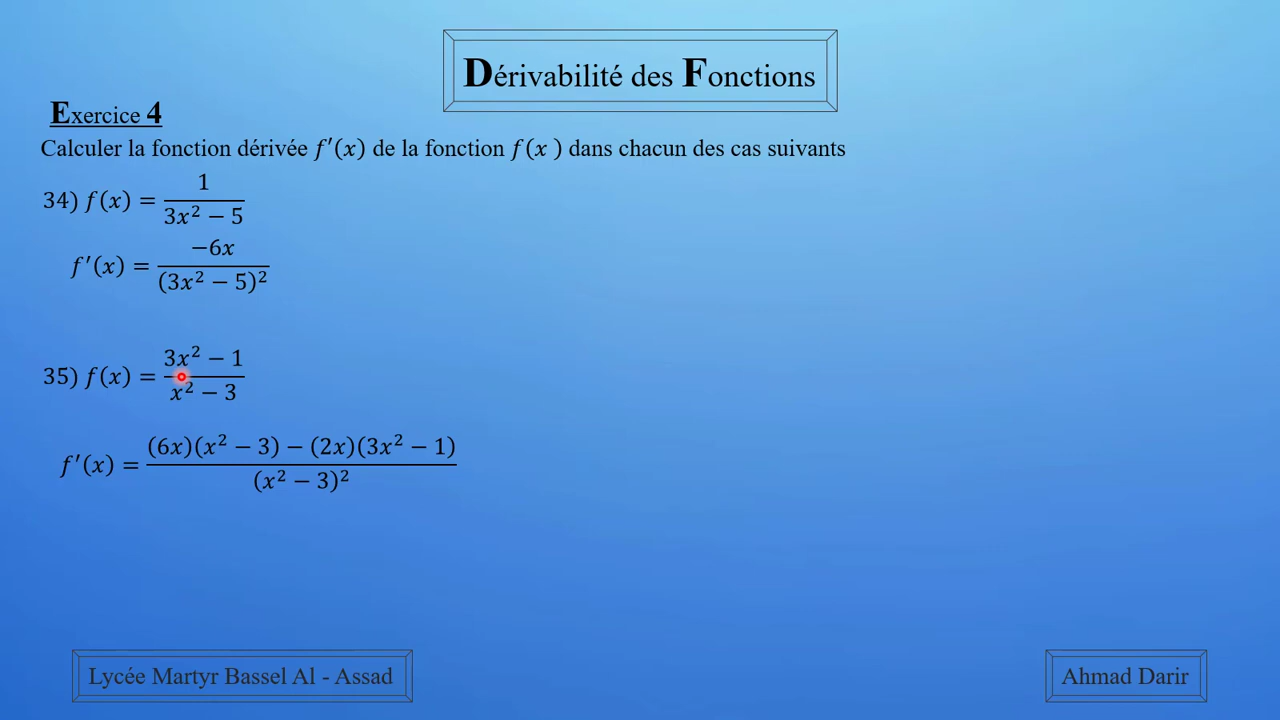 Dérivabilité des Fonctions
Exercice 4
Calculer la fonction dérivée f′(x) de la fonction f(x ) dans chacun des cas suivants
34) f(x) = 1 / (3x² − 5)
f′(x) = −6x / (3x² − 5)²
35) f(x) = (3x² − 1) / (x² − 3)
f′(x) = ((6x)(x² − 3) − (2x)(3x² − 1)) / (x² − 3)²
Lycée Martyr Bassel Al - Assad
Ahmad Darir